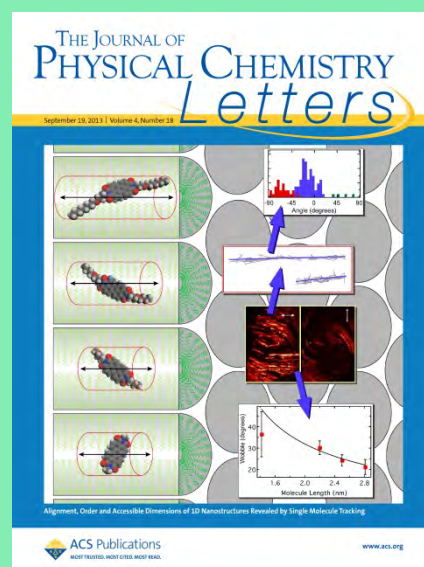 THE JOURNAL OF
PHYSICAL CHEMISTRY
Letters
September 19, 2013 | Volume 4, Number 18
-90 -45 0 45 90
Angle (degrees)
Wobble (degrees)
40
30
20
1.6 2.0 2.4 2.8
Molecule Length (nm)
Alignment, Order and Accessible Dimensions of 1D Nanostructures Revealed by Single Molecule Tracking
ACS Publications
MOST TRUSTED. MOST CITED. MOST READ.
www.acs.org